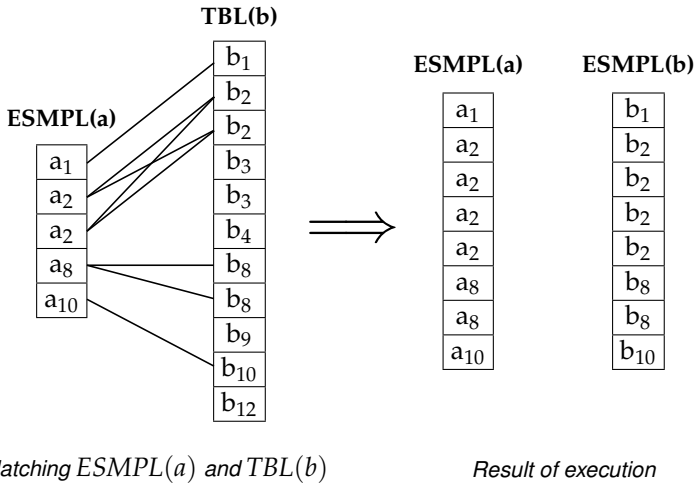 TBL(b)
b1
b2
b2
b3
b3
b4
b8
b8
b9
b10
b12
ESMPL(a)
a1
a2
a2
a8
a10
⟹
ESMPL(a)
a1
a2
a2
a2
a2
a8
a8
a10
ESMPL(b)
b1
b2
b2
b2
b2
b8
b8
b10
ESMPL(a) and TBL(b)
Result of execution